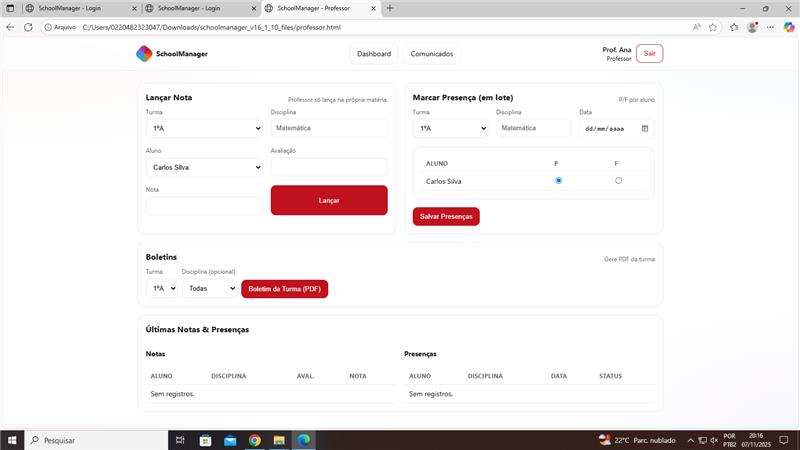 SchoolManager - Login
SchoolManager - Login
SchoolManager - Professor
Arquivo C:/Users/0220482323047/Downloads/schoolmanager_v16_1_10_files/professor.html
SchoolManager
Dashboard
Comunicados
Prof. Ana
Professor
Sair
Lançar Nota
Professor só lança na própria matéria.
Turma
Disciplina
1ºA
Matemática
Aluno
Avaliação
Carlos Silva
Nota
Lançar
Marcar Presença (em lote)
P/F por aluno
Turma
Disciplina
Data
1ºA
Matemática
dd/mm/aaaa
ALUNO P F
Carlos Silva
Salvar Presenças
Boletins
Gere PDF da turma
Turma
Disciplina (opcional)
1ºA
Todas
Boletim da Turma (PDF)
Últimas Notas & Presenças
Notas
ALUNO DISCIPLINA AVAL. NOTA
Sem registros.
Presenças
ALUNO DISCIPLINA DATA STATUS
Sem registros.
Pesquisar
22°C Parc. nublado
POR
PTB2
20:16
07/11/2025